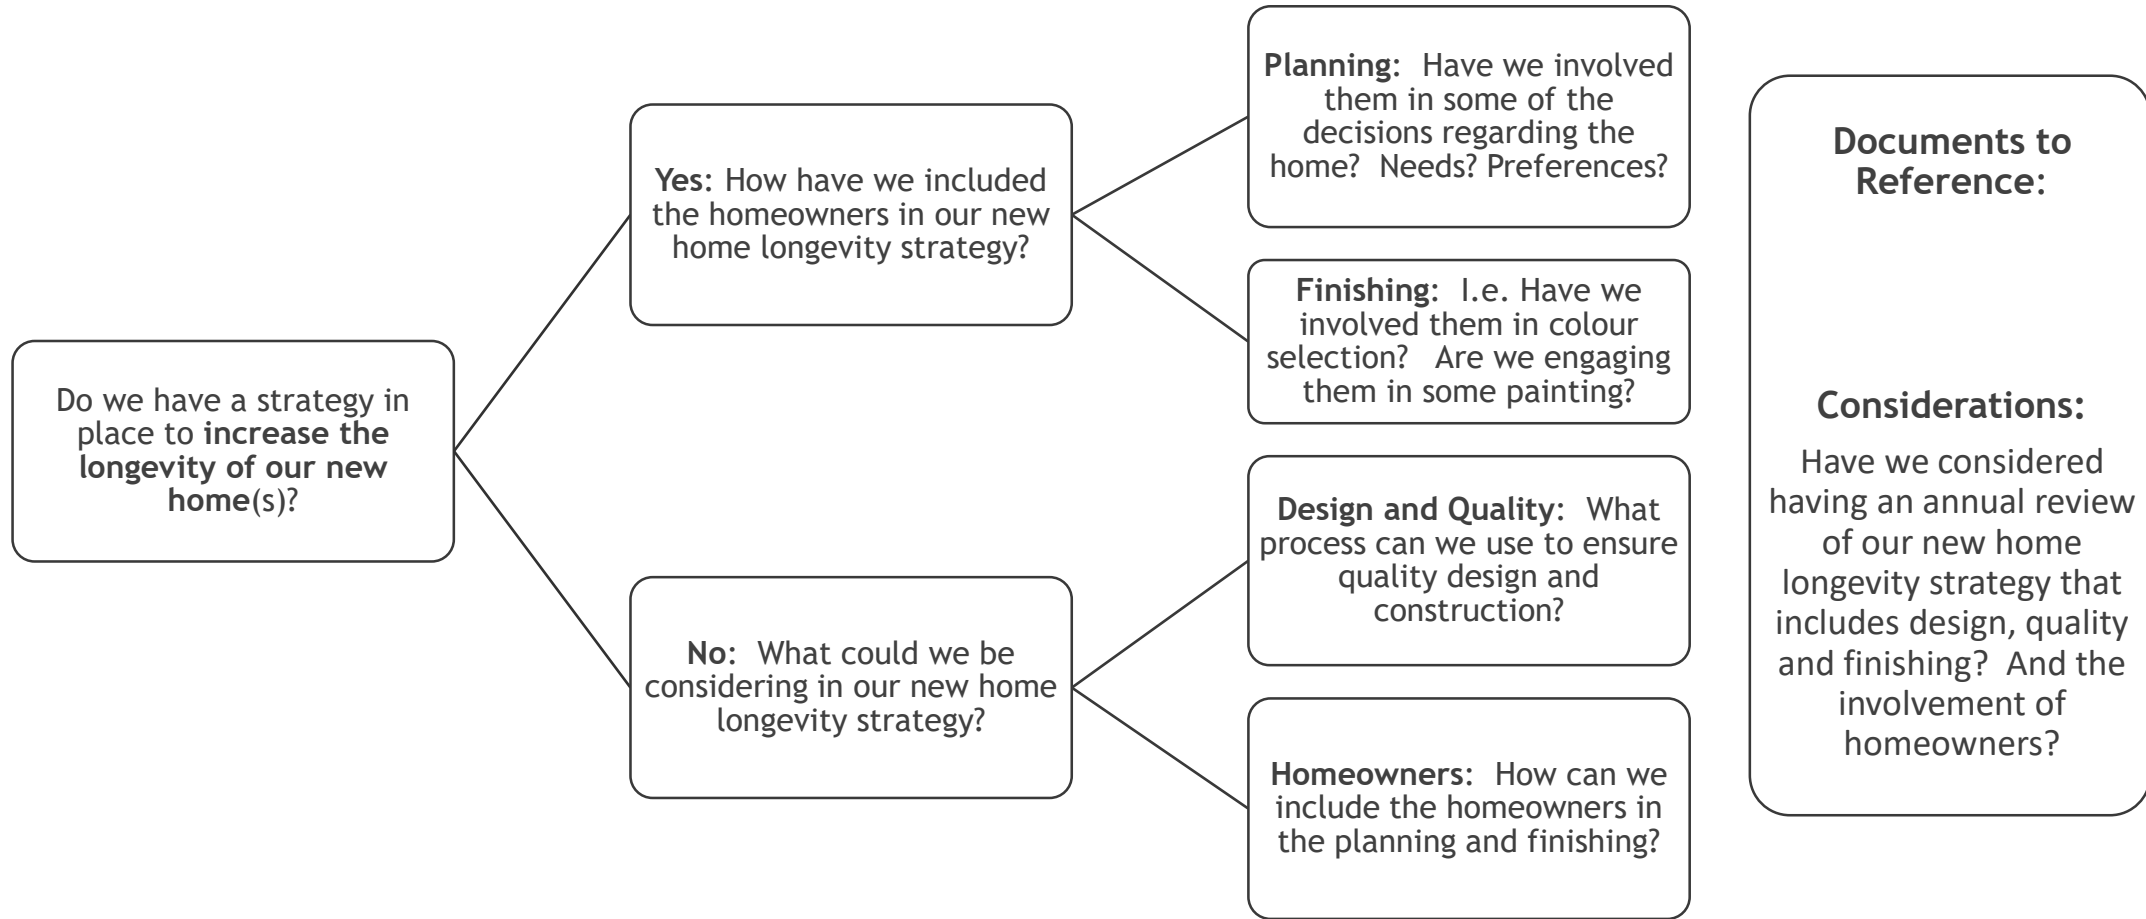 Do we have a strategy in
place to increase the
longevity of our new
home(s)?
Yes: How have we included
the homeowners in our new
home longevity strategy?
No:  What could we be
considering in our new home
longevity strategy?
Planning:  Have we involved
them in some of the
decisions regarding the
home?  Needs? Preferences?
Finishing:  I.e. Have we
involved them in colour
selection?   Are we engaging
them in some painting?
Design and Quality:  What
process can we use to ensure
quality design and
construction?
Homeowners:  How can we
include the homeowners in
the planning and finishing?
Documents to
Reference:
Considerations:
Have we considered
having an annual review
of our new home
longevity strategy that
includes design, quality
and finishing?  And the
involvement of
homeowners?